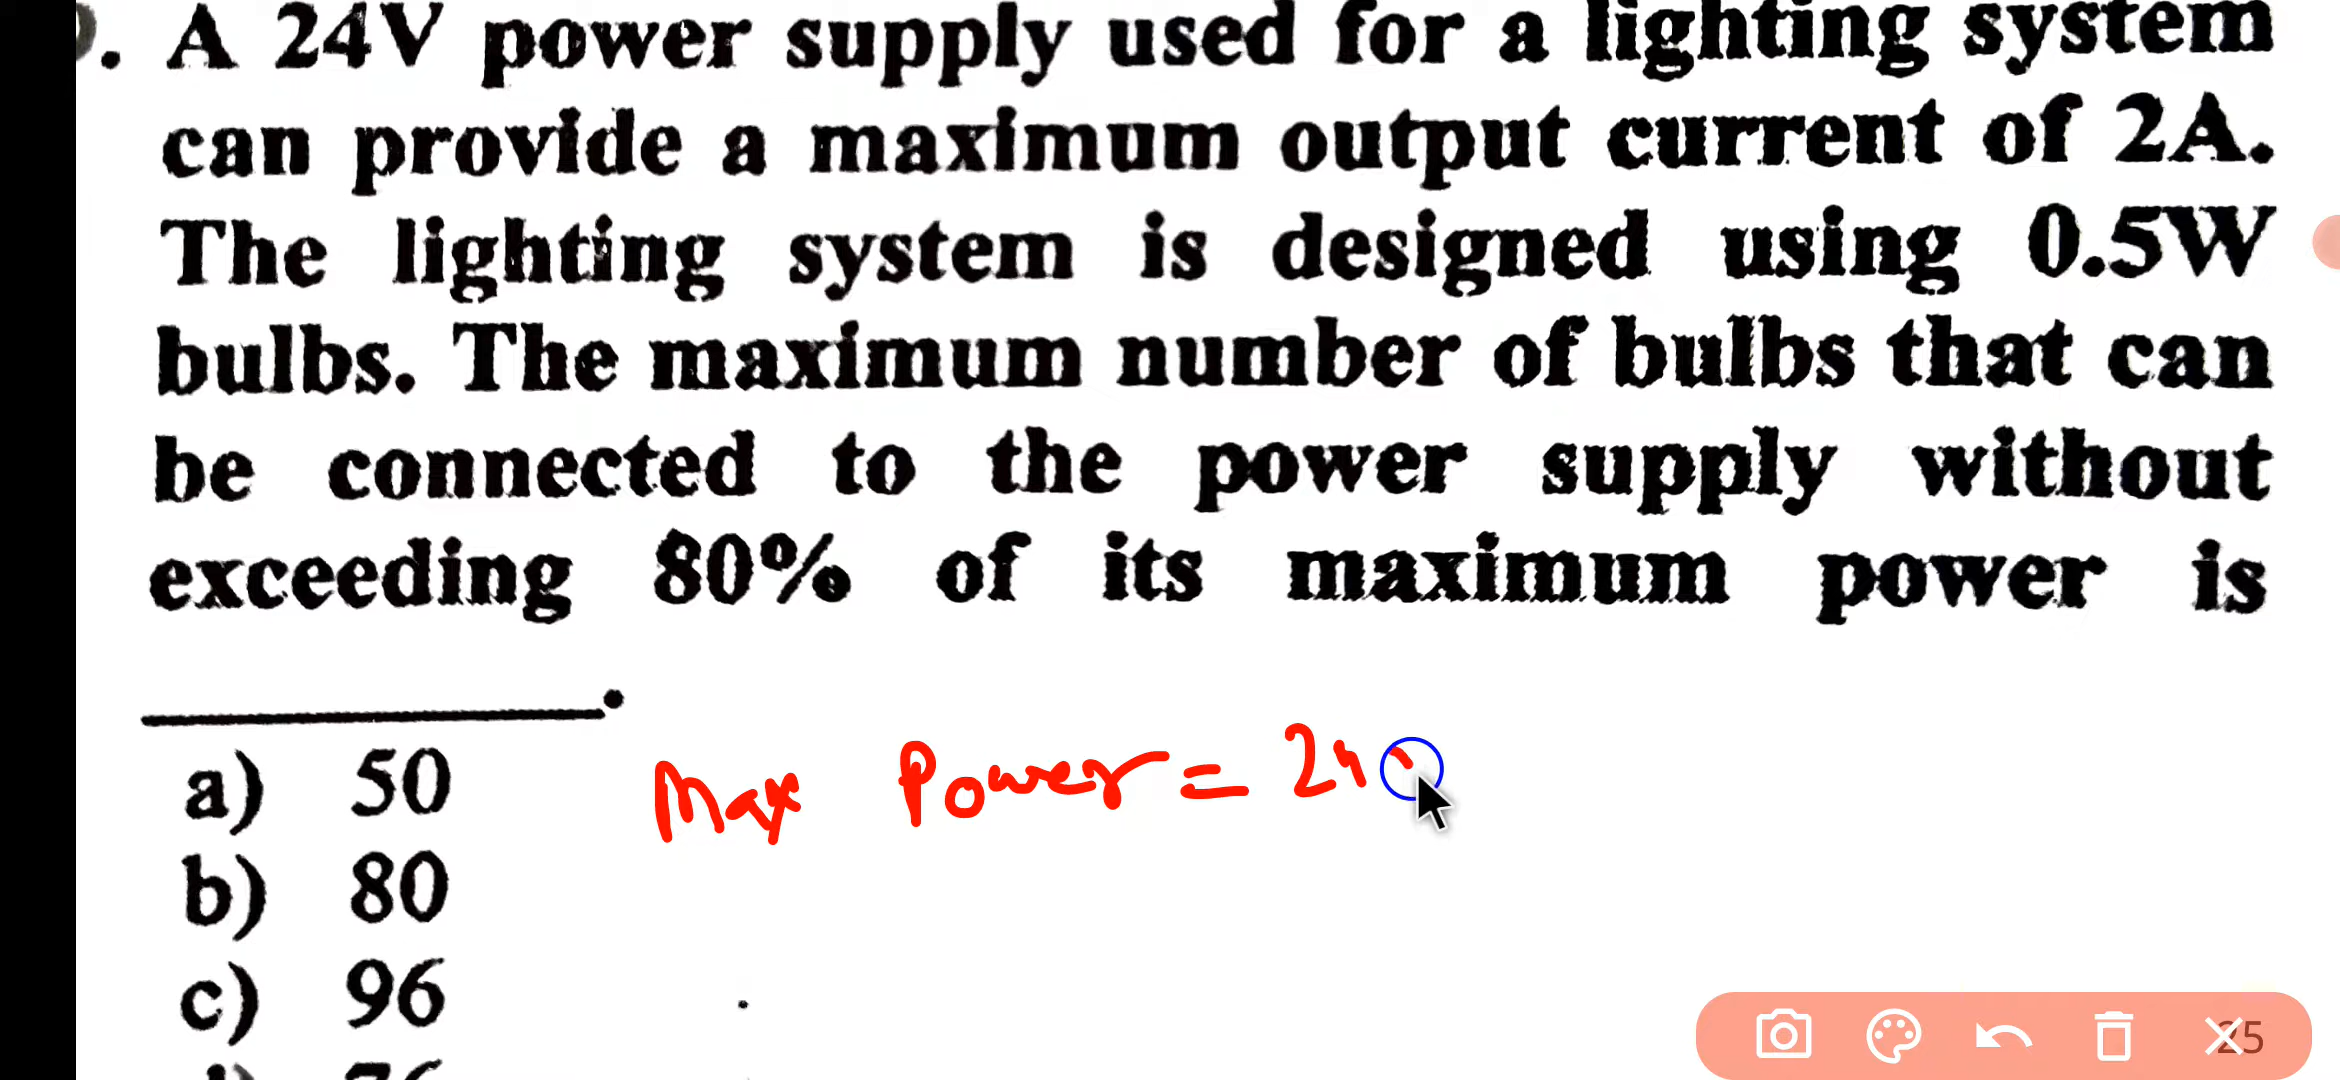 . A 24V power supply used for a lighting system
can provide a maximum output current of 2A.
The lighting system is designed using 0.5W
bulbs. The maximum number of bulbs that can
be connected to the power supply without
exceeding 80% of its maximum power is
__________.
a) 50
Max Power = 24
b) 80
c) 96
25